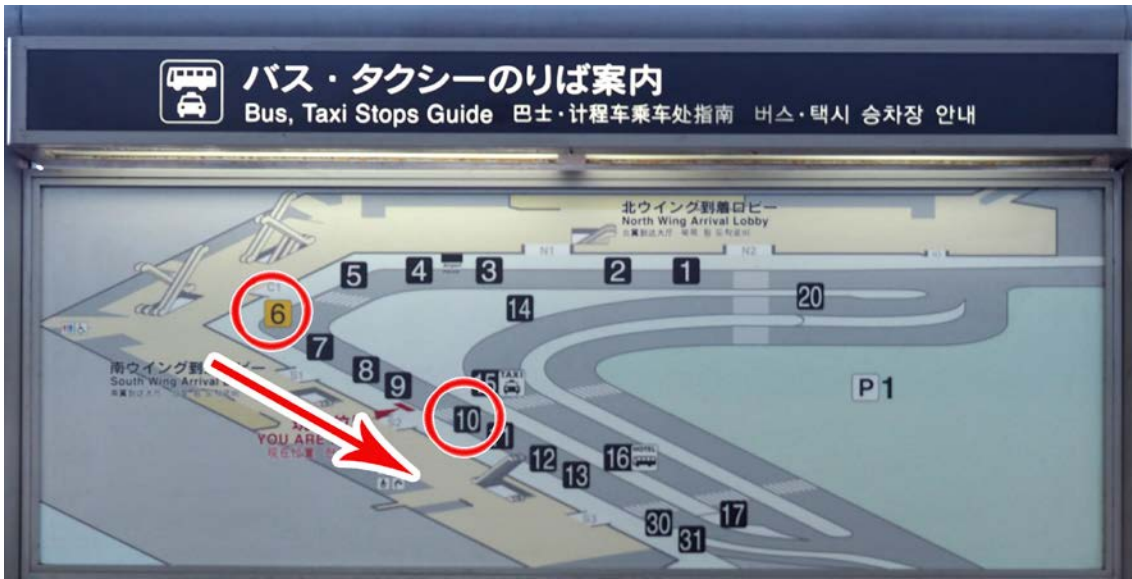 バス・タクシーのりば案内
Bus, Taxi Stops Guide 巴士·计程车乘车处指南 버스·택시 승차장 안내
北ウイング到着ロビー
North Wing Arrival Lobby
N1
N2
C1
5
4
3
2
1
6
14
20
7
南ウイング到
South Wing Arrival
S1
8
9
15 TAXI
P 1
10
S2
YOU ARE
11
12
13
16 HOTEL
S3
30
31
17